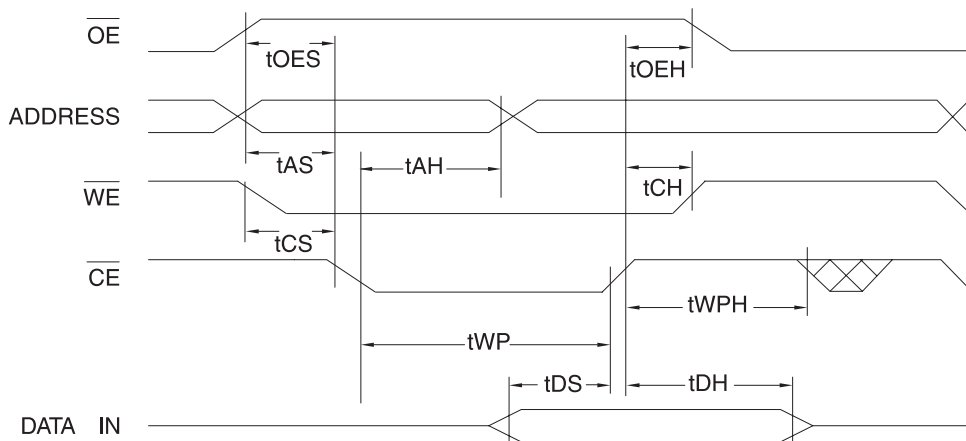 OE
tOES
tOEH
ADDRESS
tAS
tAH
WE
tCH
tCS
CE
tWPH
tWP
tDS
tDH
DATA IN